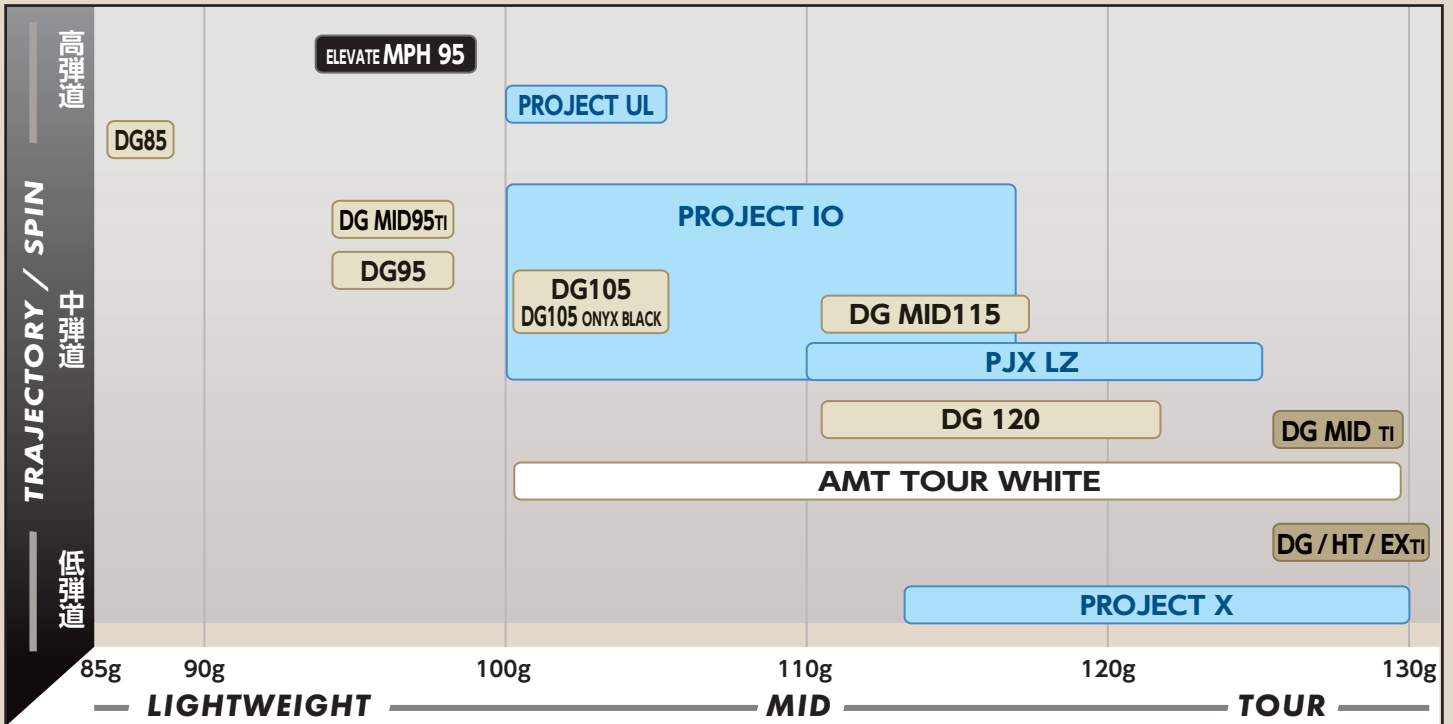 高弾道
中弾道
低弾道
TRAJECTORY / SPIN
ELEVATE MPH 95
PROJECT UL
DG85
DG MID95TI
PROJECT IO
DG95
DG105
DG105 ONYX BLACK
DG MID115
PJX LZ
DG 120
DG MID TI
AMT TOUR WHITE
DG / HT / EXTI
PROJECT X
85g 90g 100g 110g 120g 130g
LIGHTWEIGHT MID TOUR